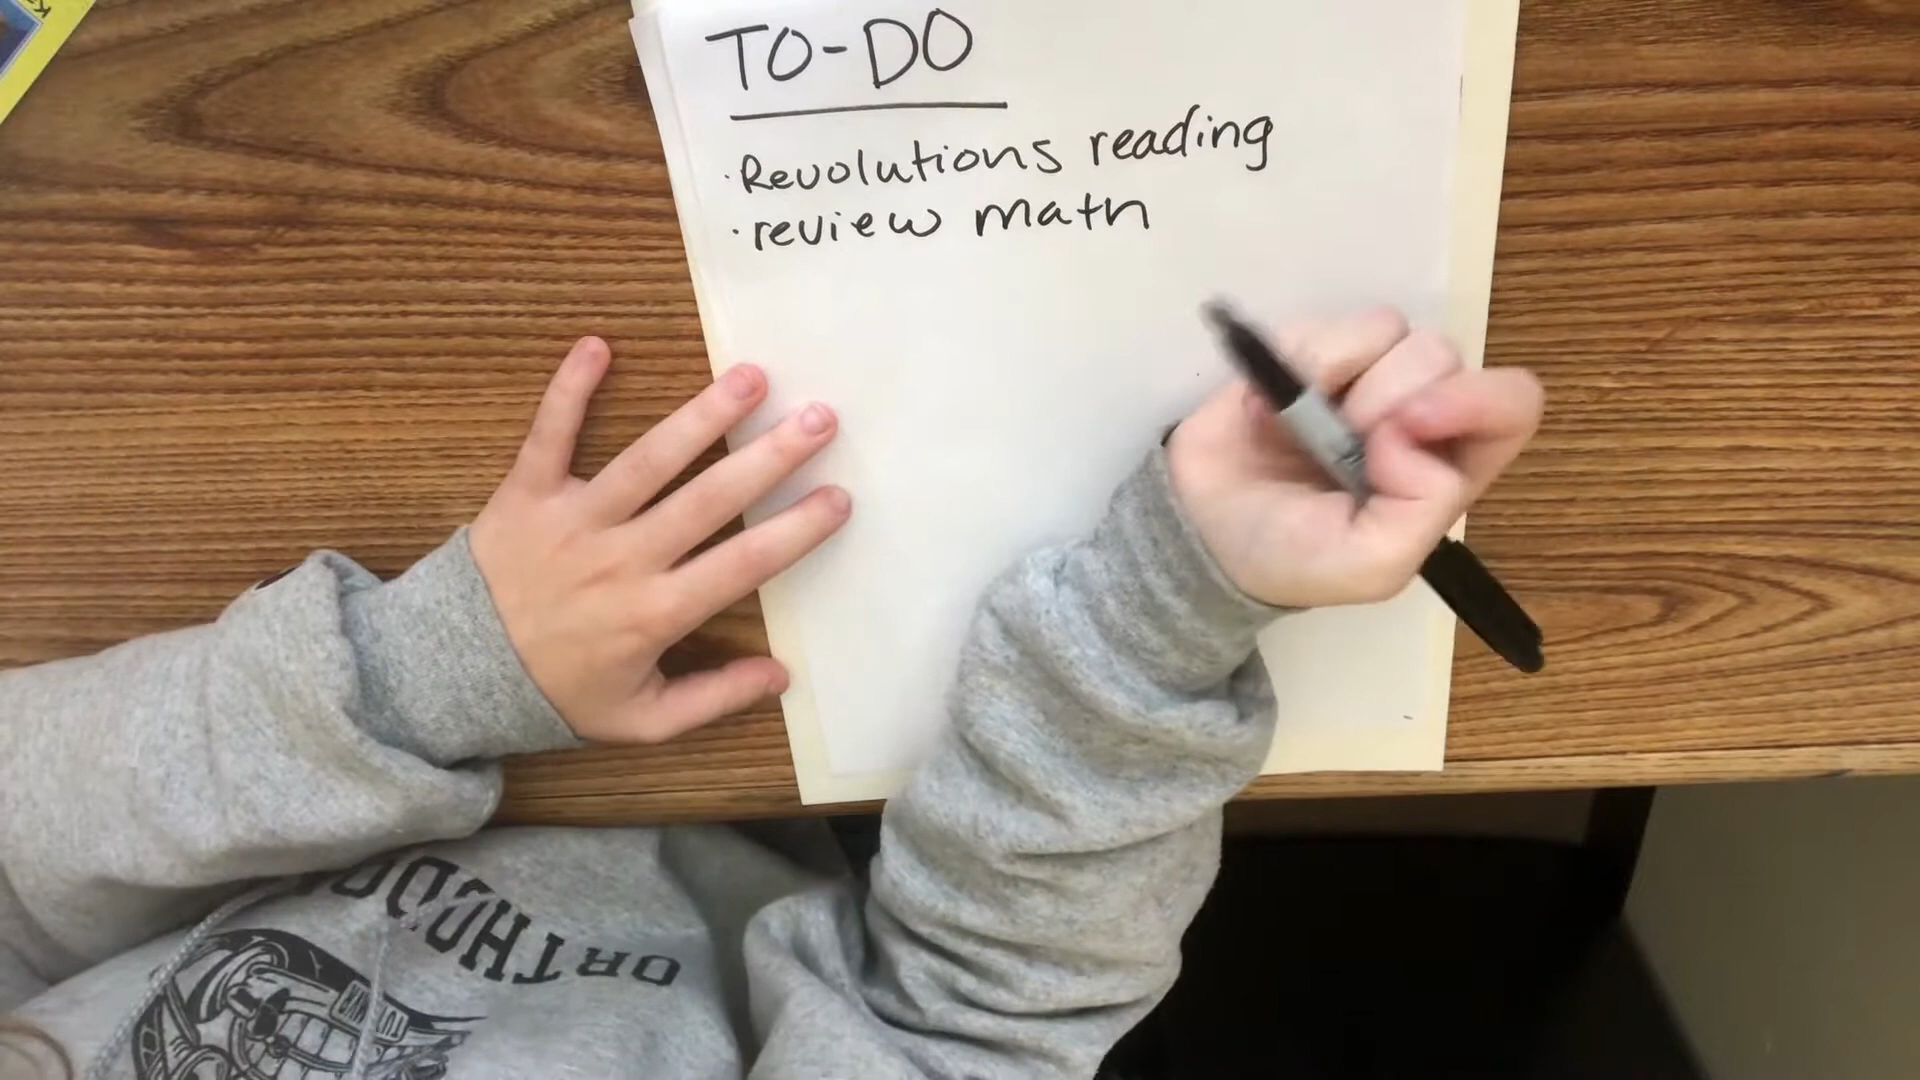 TO-DO
· Revolutions reading
· review math